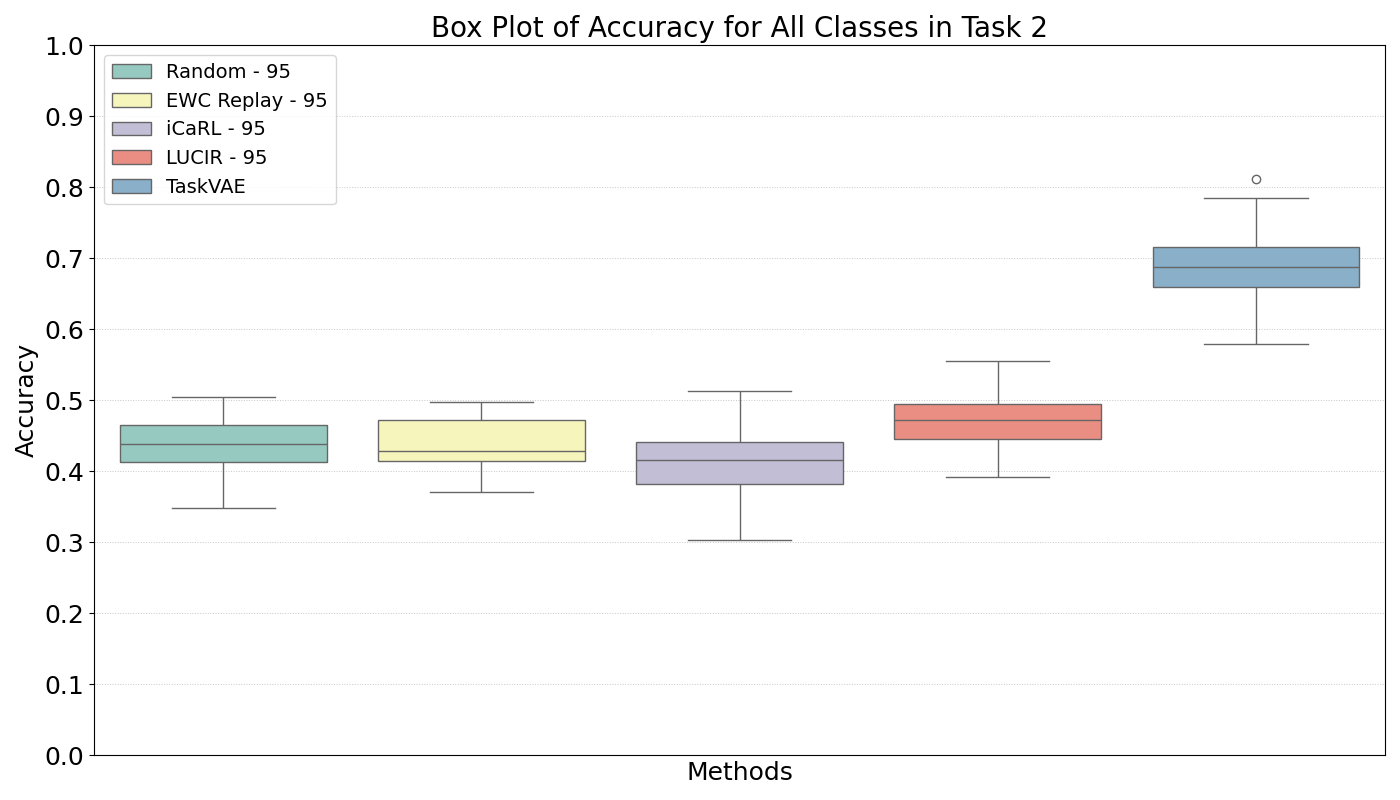 Box Plot of Accuracy for All Classes in Task 2
1.0
0.9
0.8
0.7
0.6
0.5
0.4
0.3
0.2
0.1
0.0
Accuracy
Random - 95
EWC Replay - 95
iCaRL - 95
LUCIR - 95
TaskVAE
Methods